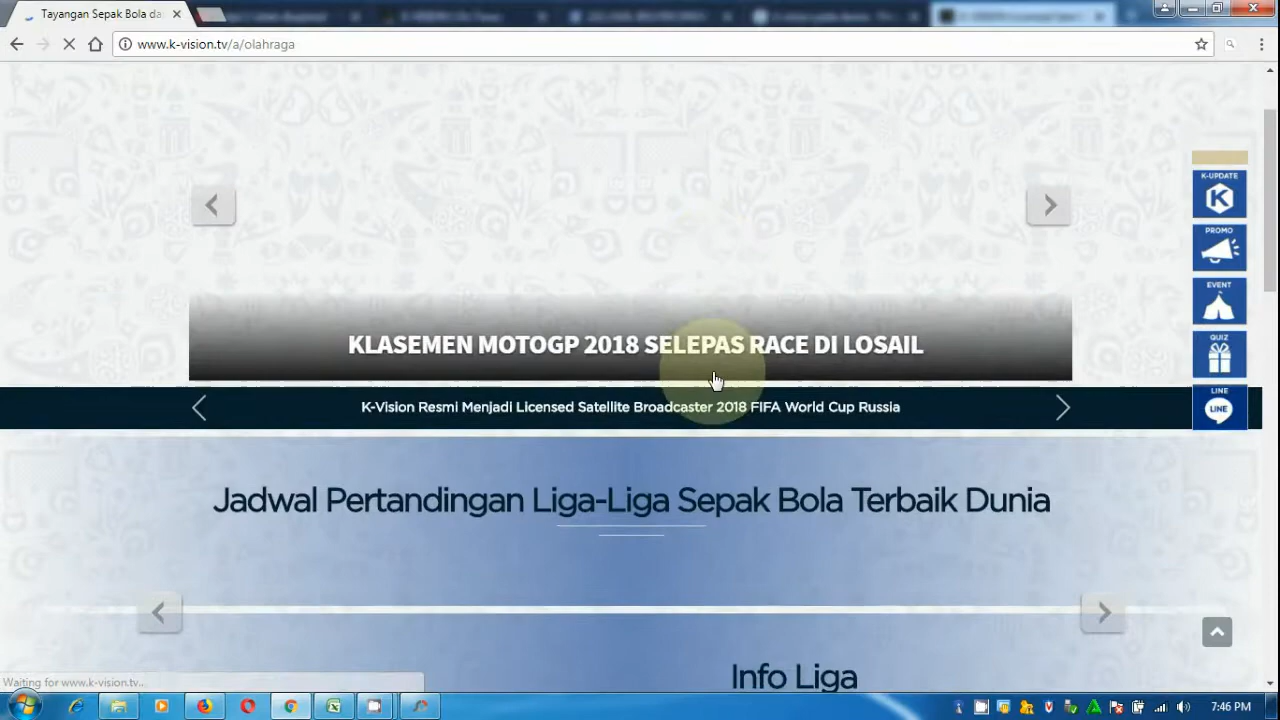 Tayangan Sepak Bola da
www.k-vision.tv/a/olahraga
K-UPDATE
PROMO
EVENT
QUIZ
LINE
LINE
KLASEMEN MOTOGP 2018 SELEPAS RACE DI LOSAIL
K-Vision Resmi Menjadi Licensed Satellite Broadcaster 2018 FIFA World Cup Russia
Jadwal Pertandingan Liga-Liga Sepak Bola Terbaik Dunia
Info Liga
Waiting for www.k-vision.tv...
7:46 PM